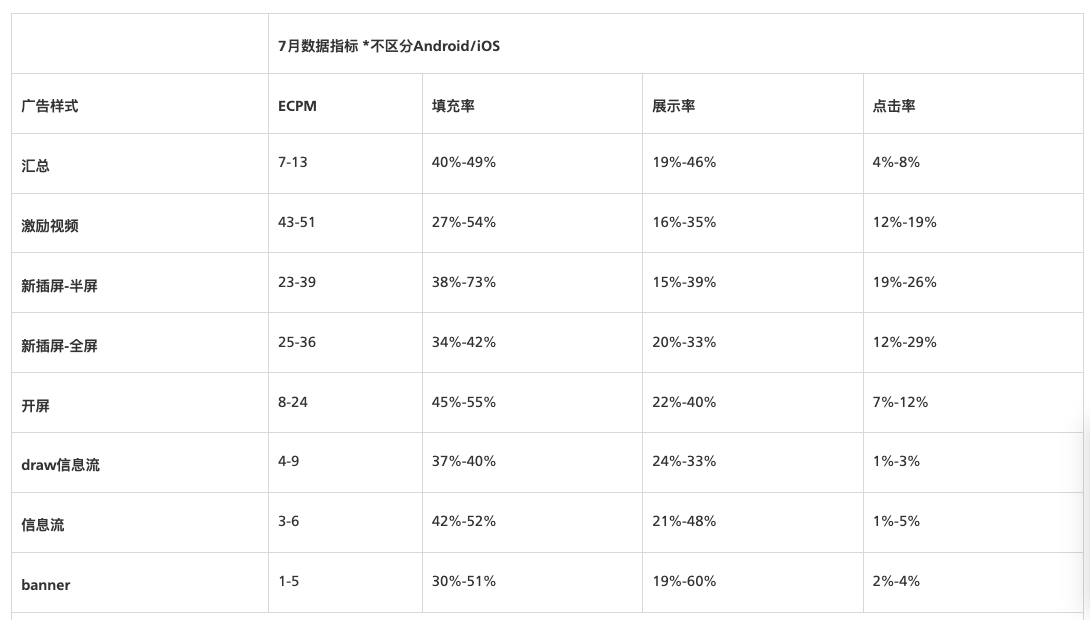 7月数据指标 *不区分Android/iOS
广告样式 ECPM 填充率 展示率 点击率
汇总 7-13 40%-49% 19%-46% 4%-8%
激励视频 43-51 27%-54% 16%-35% 12%-19%
新插屏-半屏 23-39 38%-73% 15%-39% 19%-26%
新插屏-全屏 25-36 34%-42% 20%-33% 12%-29%
开屏 8-24 45%-55% 22%-40% 7%-12%
draw信息流 4-9 37%-40% 24%-33% 1%-3%
信息流 3-6 42%-52% 21%-48% 1%-5%
banner 1-5 30%-51% 19%-60% 2%-4%